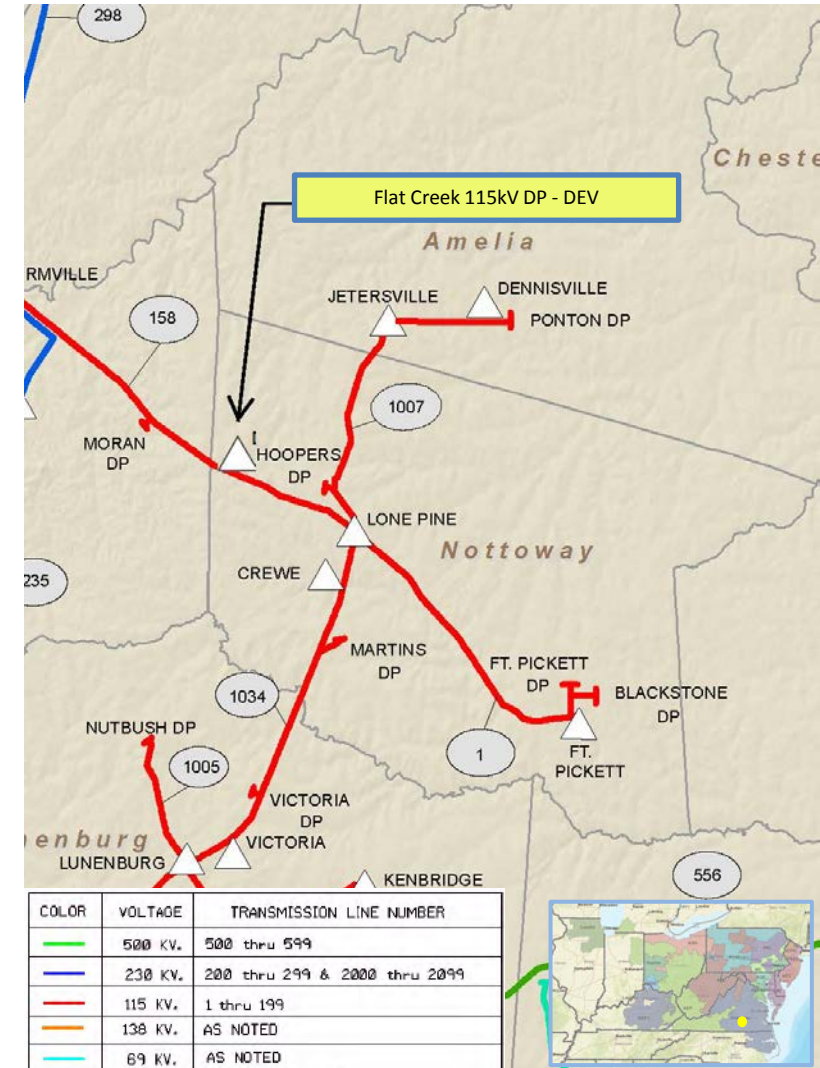 298
Cheste
Flat Creek 115kV DP - DEV
Amelia
RMVILLE
JETERSVILLE
DENNISVILLE
PONTON DP
158
1007
MORAN
DP
HOOPERS
DP
LONE PINE
Nottoway
CREWE
235
MARTINS
DP
FT. PICKETT
DP
BLACKSTONE
DP
1034
NUTBUSH DP
1
FT.
PICKETT
1005
VICTORIA
DP
enburg
VICTORIA
LUNENBURG
KENBRIDGE
556
COLOR VOLTAGE TRANSMISSION LINE NUMBER
500 KV. 500 thru 599
230 KV. 200 thru 299 & 2000 thru 2099
115 KV. 1 thru 199
138 KV. AS NOTED
69 KV. AS NOTED